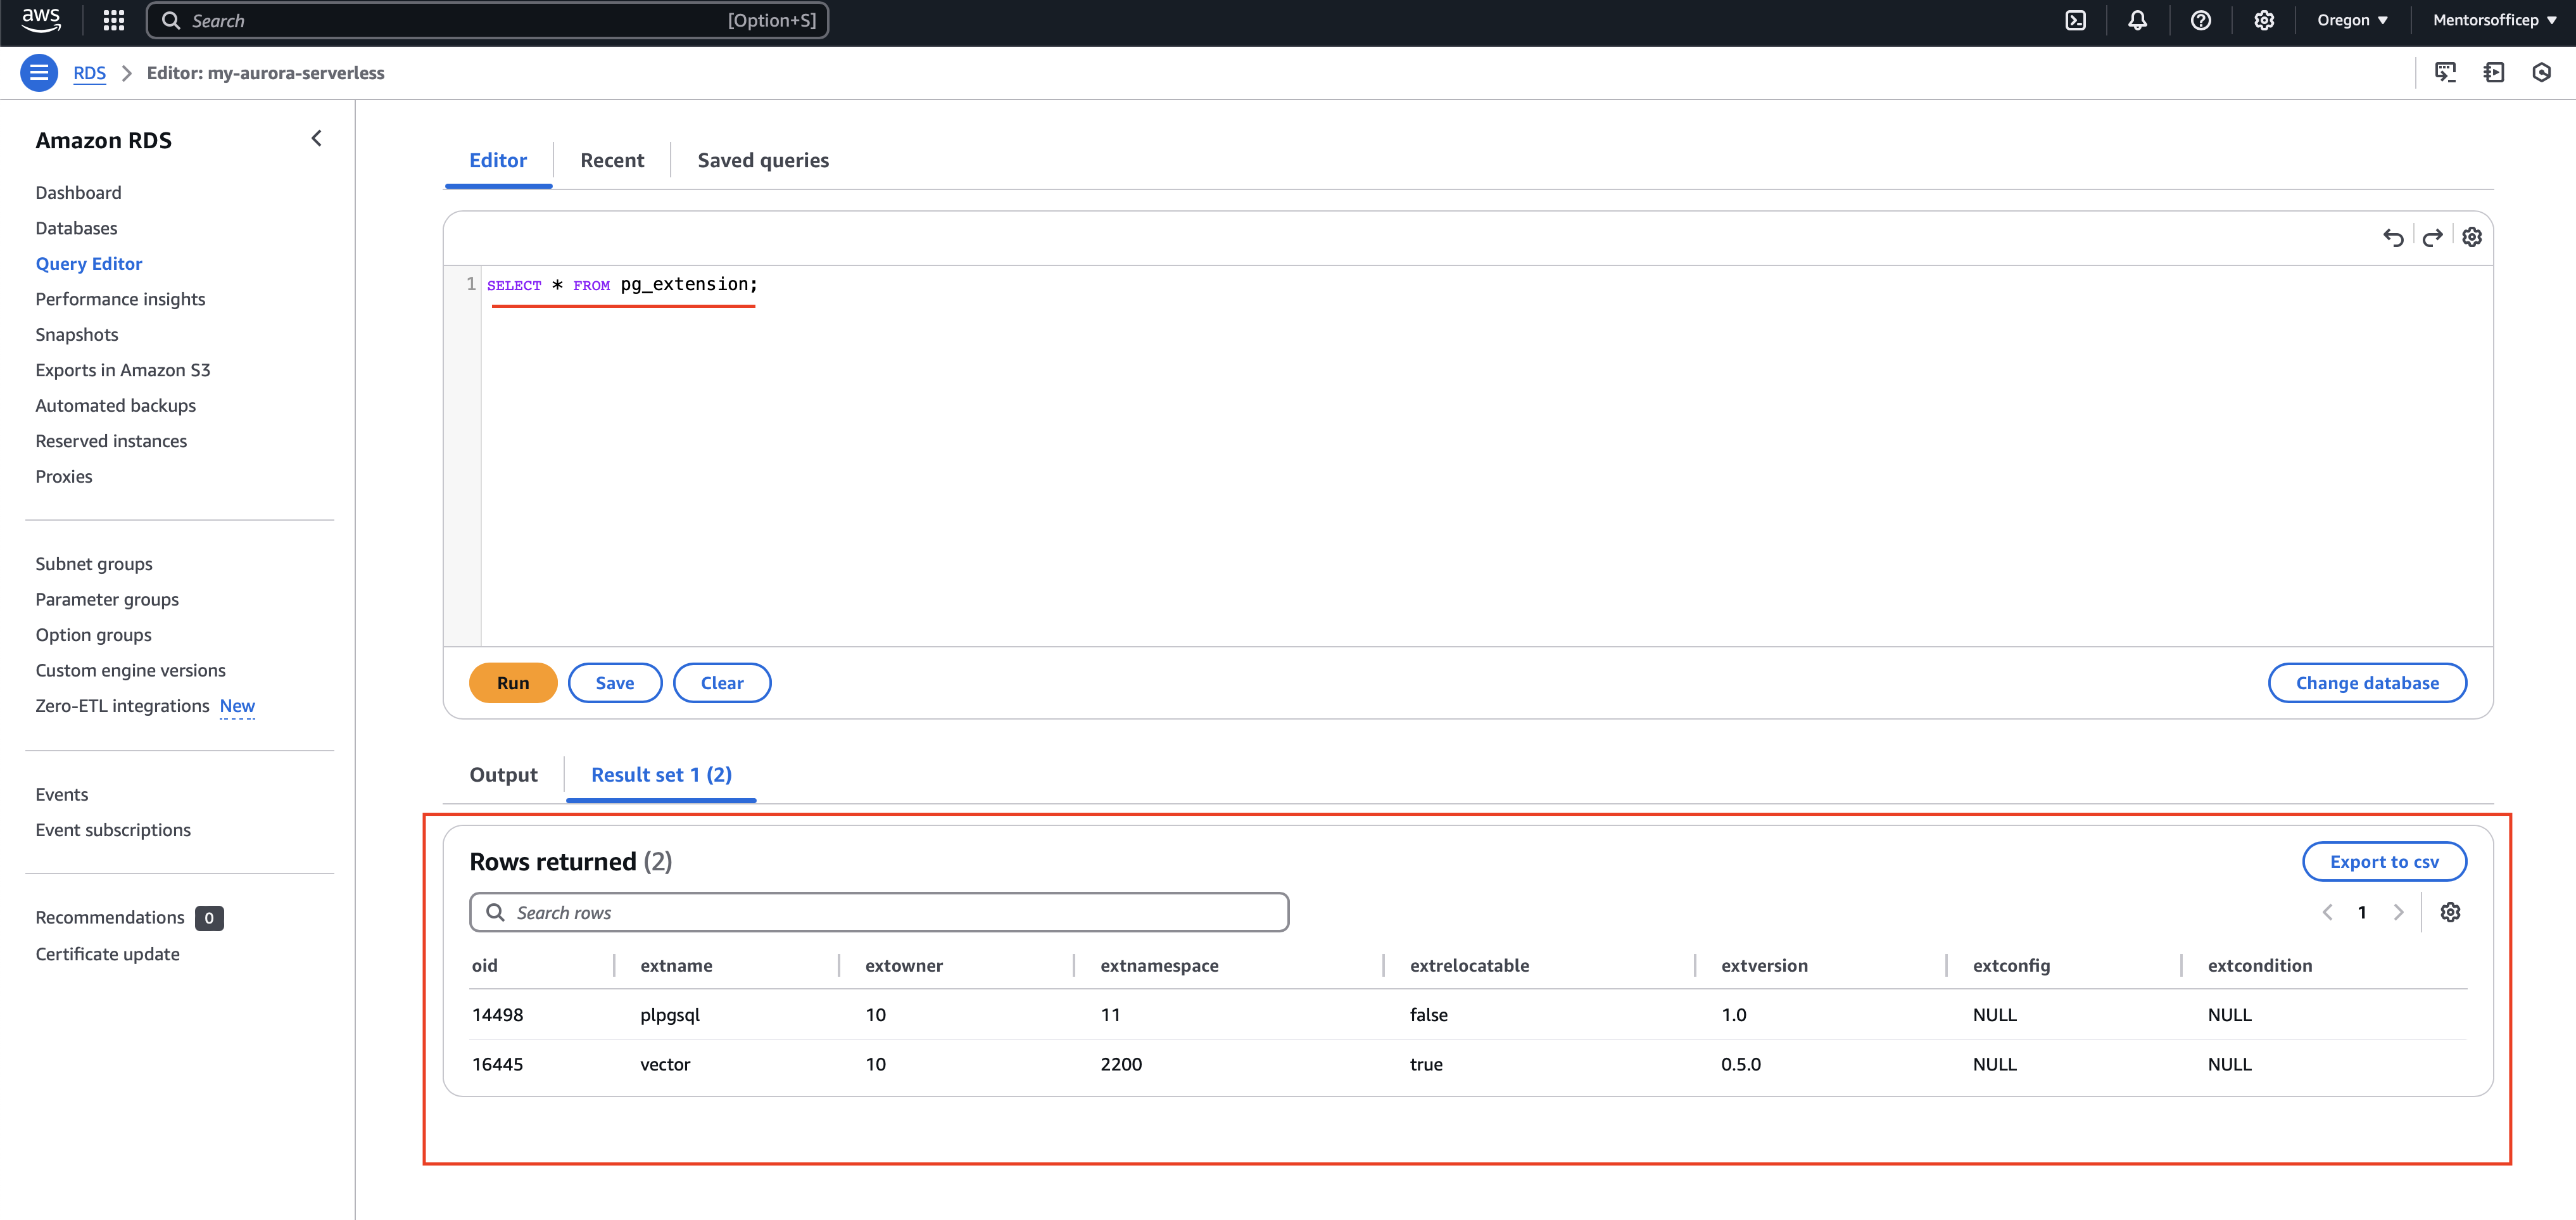 aws
Search [Option+S] Oregon Mentorsofficep
RDS Editor: my-aurora-serverless
Amazon RDS
Dashboard
Databases
Query Editor
Performance insights
Snapshots
Exports in Amazon S3
Automated backups
Reserved instances
Proxies
Subnet groups
Parameter groups
Option groups
Custom engine versions
Zero-ETL integrations New
Events
Event subscriptions
Recommendations 0
Certificate update
Editor Recent Saved queries
1 SELECT * FROM pg_extension;
Run Save Clear Change database
Output Result set 1 (2)
Rows returned (2) Export to csv
Search rows 1
oid extname extowner extnamespace extrelocatable extversion extconfig extcondition
14498 plpgsql 10 11 false 1.0 NULL NULL
16445 vector 10 2200 true 0.5.0 NULL NULL